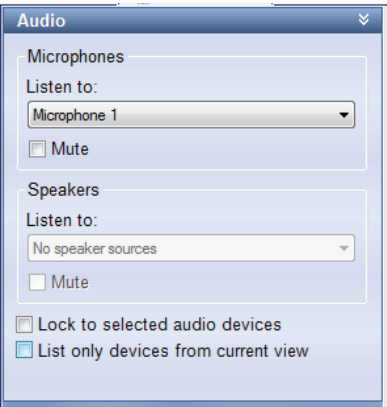 Audio
Microphones
Listen to:
Microphone 1
Mute
Speakers
Listen to:
No speaker sources
Mute
Lock to selected audio devices
List only devices from current view